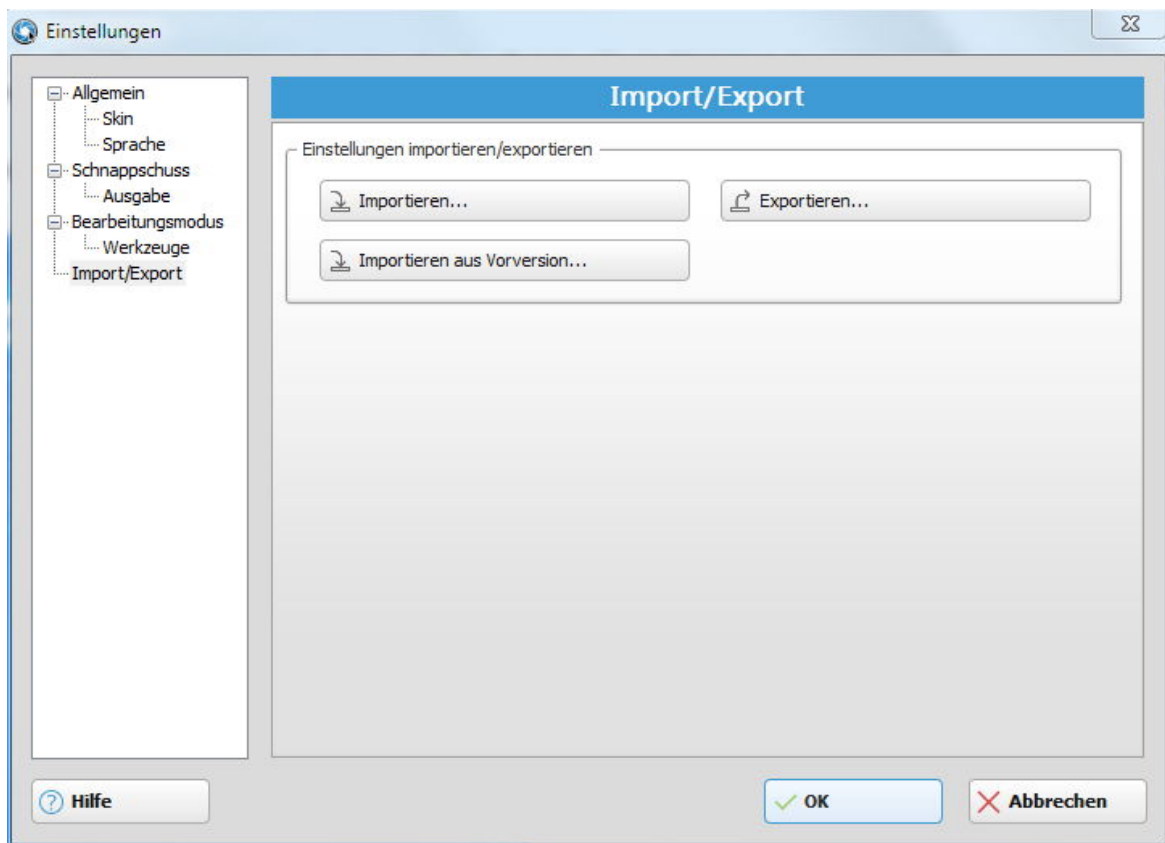 Einstellungen
Allgemein
Skin
Sprache
Schnappschuss
Ausgabe
Bearbeitungsmodus
Werkzeuge
Import/Export
Import/Export
Einstellungen importieren/exportieren
Importieren...
Exportieren...
Importieren aus Vorversion...
Hilfe
OK
Abbrechen